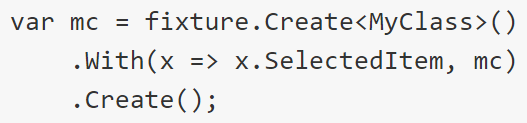 var mc = fixture.Create<MyClass>()
    .With(x => x.SelectedItem, mc)
    .Create();